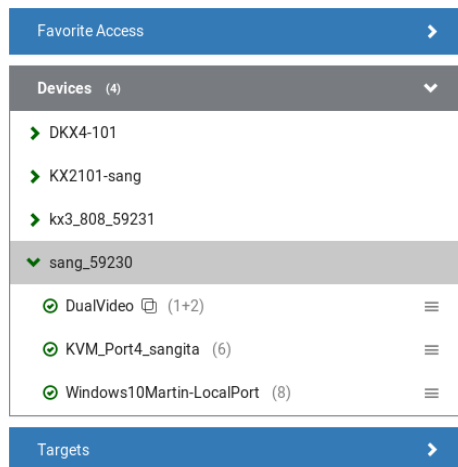 Favorite Access
Devices (4)
DKX4-101
KX2101-sang
kx3_808_59231
sang_59230
DualVideo (1+2)
KVM_Port4_sangita (6)
Windows10Martin-LocalPort (8)
Targets